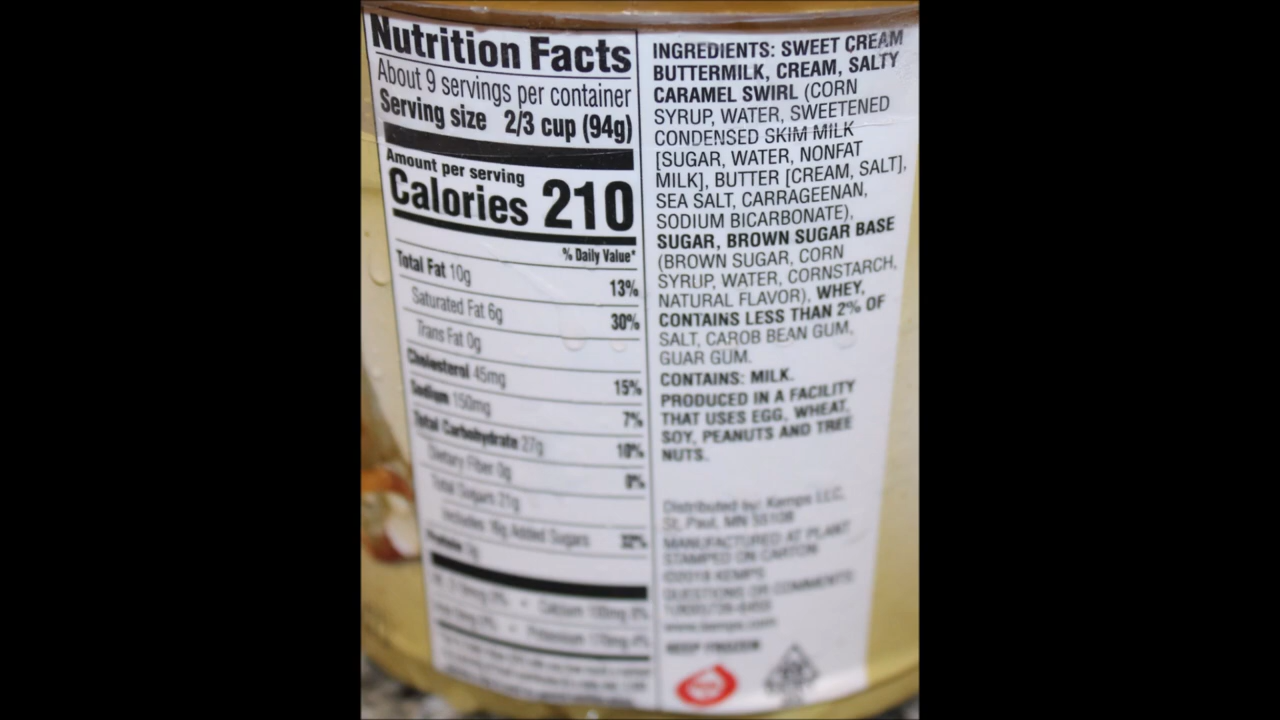 Nutrition Facts
About 9 servings per container
Serving size 2/3 cup (94g)
Amount per serving
Calories 210
% Daily Value*
Total Fat 10g 13%
Saturated Fat 6g 30%
Trans Fat 0g
Cholesterol 45mg 15%
Sodium 150mg 7%
Total Carbohydrate 27g 10%
Dietary Fiber 0g 0%
Total Sugars 21g
Includes 16g Added Sugars 32%
Protein
INGREDIENTS: SWEET CREAM
BUTTERMILK, CREAM, SALTY
CARAMEL SWIRL (CORN
SYRUP, WATER, SWEETENED
CONDENSED SKIM MILK
[SUGAR, WATER, NONFAT
MILK], BUTTER [CREAM, SALT],
SEA SALT, CARRAGEENAN,
SODIUM BICARBONATE),
SUGAR, BROWN SUGAR BASE
(BROWN SUGAR, CORN
SYRUP, WATER, CORNSTARCH,
NATURAL FLAVOR), WHEY,
CONTAINS LESS THAN 2% OF
SALT, CAROB BEAN GUM,
GUAR GUM.
CONTAINS: MILK.
PRODUCED IN A FACILITY
THAT USES EGG, WHEAT,
SOY, PEANUTS AND TREE
NUTS.
Distributed by: Kemps LLC,
St. Paul, MN 55108
MANUFACTURED AT PLANT
STAMPED ON CARTON
©2018 KEMPS
QUESTIONS OR COMMENTS:
www.kemps.com
KEEP FROZEN